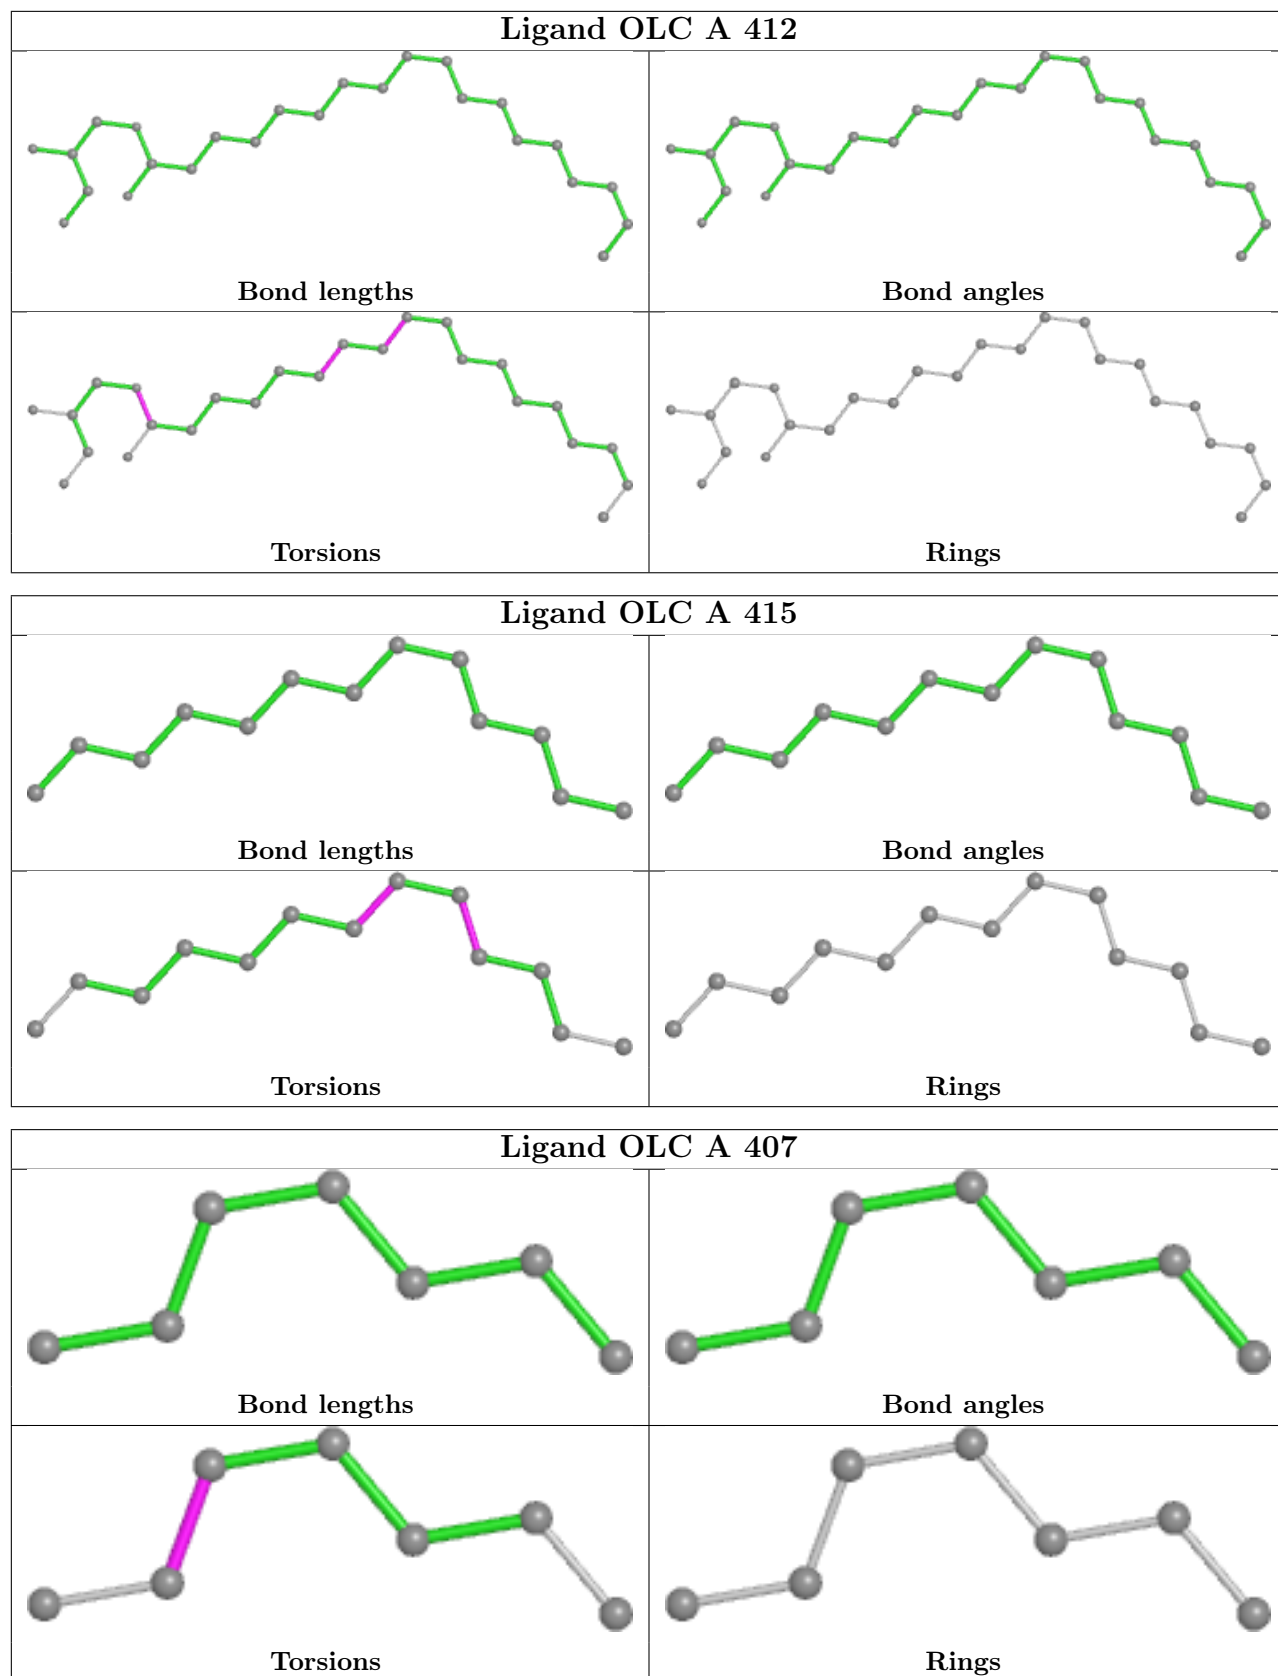 Ligand OLC A 412
Bond lengths
Bond angles
Torsions
Rings
Ligand OLC A 415
Bond lengths
Bond angles
Torsions
Rings
Ligand OLC A 407
Bond lengths
Bond angles
Torsions
Rings